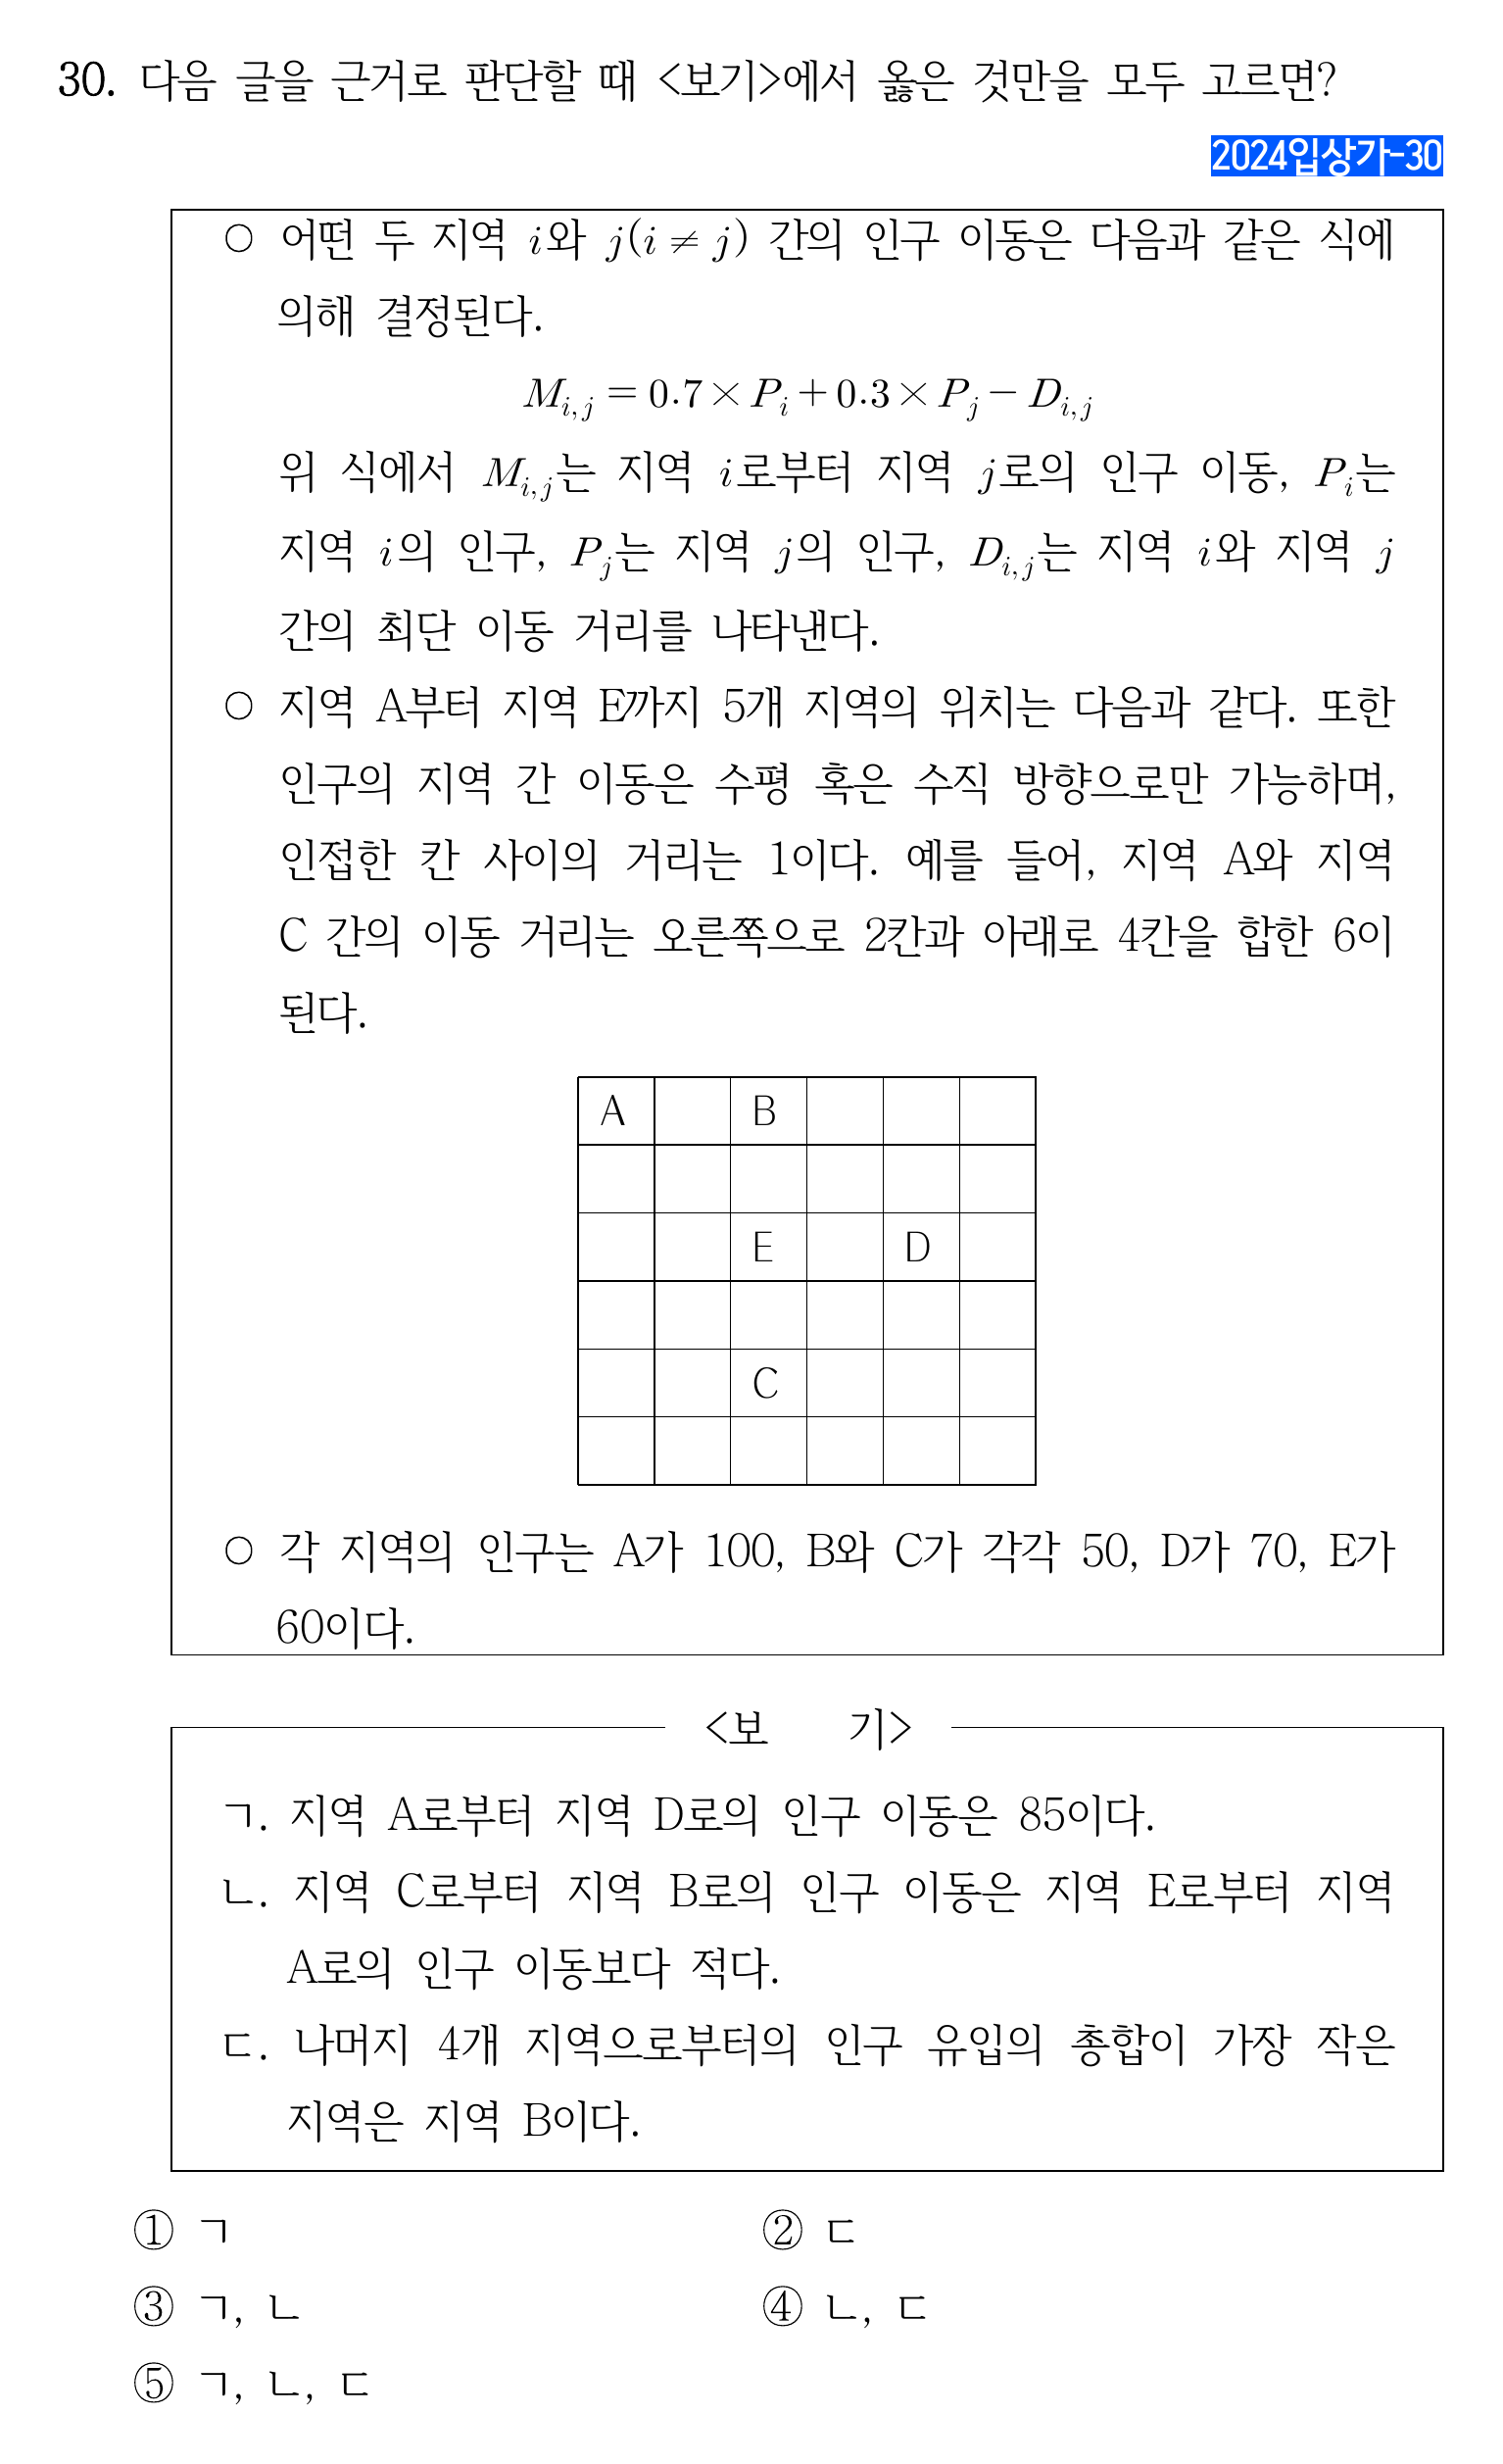 30. 다음 글을 근거로 판단할 때 <보기>에서 옳은 것만을 모두 고르면?
2024입상가-30
○ 어떤 두 지역 i와 j(i ≠ j) 간의 인구 이동은 다음과 같은 식에
의해 결정된다.
M_{i,j} = 0.7 × P_i + 0.3 × P_j − D_{i,j}
위 식에서 M_{i,j}는 지역 i로부터 지역 j로의 인구 이동, P_i는
지역 i의 인구, P_j는 지역 j의 인구, D_{i,j}는 지역 i와 지역 j
간의 최단 이동 거리를 나타낸다.
○ 지역 A부터 지역 E까지 5개 지역의 위치는 다음과 같다. 또한
인구의 지역 간 이동은 수평 혹은 수직 방향으로만 가능하며,
인접한 칸 사이의 거리는 1이다. 예를 들어, 지역 A와 지역
C 간의 이동 거리는 오른쪽으로 2칸과 아래로 4칸을 합한 6이
된다.
A B
E D
C
○ 각 지역의 인구는 A가 100, B와 C가 각각 50, D가 70, E가
60이다.
<보 기>
ㄱ. 지역 A로부터 지역 D로의 인구 이동은 85이다.
ㄴ. 지역 C로부터 지역 B로의 인구 이동은 지역 E로부터 지역
A로의 인구 이동보다 적다.
ㄷ. 나머지 4개 지역으로부터의 인구 유입의 총합이 가장 작은
지역은 지역 B이다.
① ㄱ ② ㄷ
③ ㄱ, ㄴ ④ ㄴ, ㄷ
⑤ ㄱ, ㄴ, ㄷ